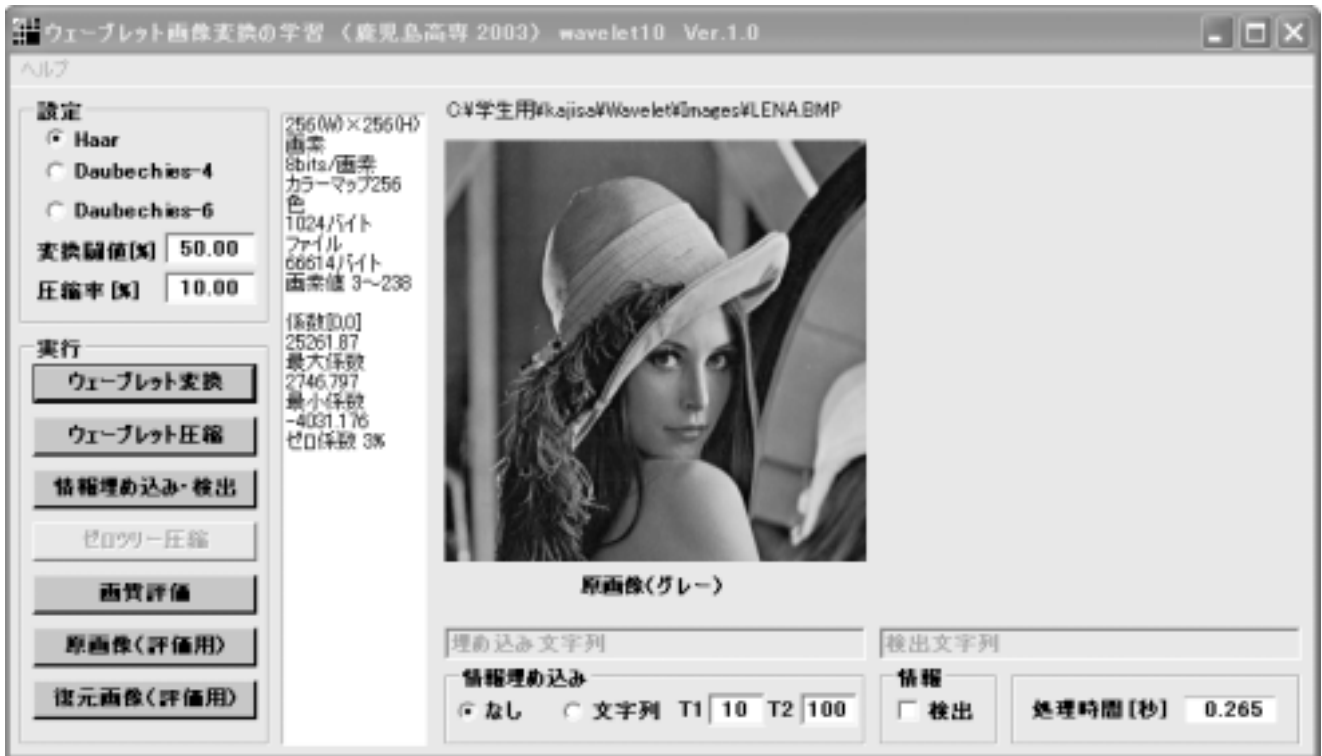 ウェーブレット画像変換の学習 (鹿児島高専 2003) wavelet10 Ver.1.0
ヘルプ
設定
Haar
Daubechies-4
Daubechies-6
変換閾値[%] 50.00
圧縮率 [%] 10.00
実行
ウェーブレット変換
ウェーブレット圧縮
情報埋め込み・検出
ゼロツリー圧縮
画質評価
原画像(評価用)
復元画像(評価用)
256(W)×256(H)
画素
8bits/画素
カラーマップ256
色
1024バイト
ファイル
66614バイト
画素値 3～238
係数[0,0]
25261.87
最大係数
2746.797
最小係数
-4031.176
ゼロ係数 3%
C:¥学生用¥kajisa¥Wavelet¥Images¥LENA.BMP
原画像(グレー)
埋め込み文字列
検出文字列
情報埋め込み
なし 文字列 T1 10 T2 100
情報
検出
処理時間[秒] 0.265